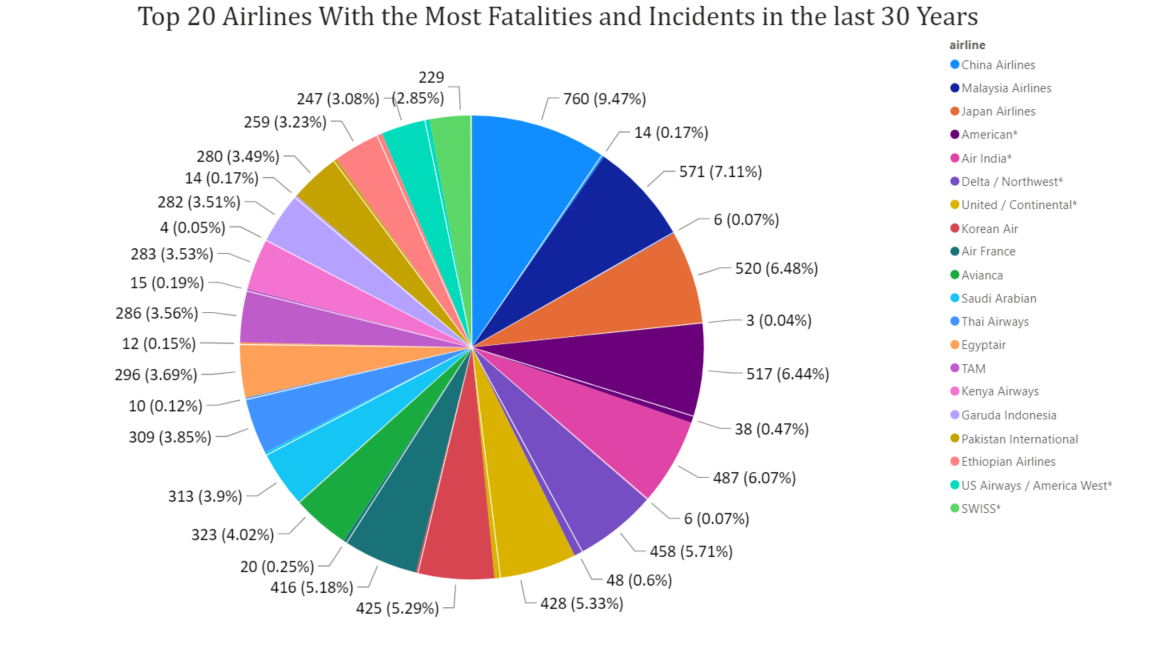 Top 20 Airlines With the Most Fatalities and Incidents in the last 30 Years
760 (9.47%)
14 (0.17%)
571 (7.11%)
6 (0.07%)
520 (6.48%)
3 (0.04%)
517 (6.44%)
38 (0.47%)
487 (6.07%)
6 (0.07%)
458 (5.71%)
48 (0.6%)
428 (5.33%)
425 (5.29%)
416 (5.18%)
20 (0.25%)
323 (4.02%)
313 (3.9%)
309 (3.85%)
10 (0.12%)
296 (3.69%)
12 (0.15%)
286 (3.56%)
15 (0.19%)
283 (3.53%)
4 (0.05%)
282 (3.51%)
14 (0.17%)
280 (3.49%)
259 (3.23%)
247 (3.08%)
229
(2.85%)
airline
China Airlines
Malaysia Airlines
Japan Airlines
American*
Air India*
Delta / Northwest*
United / Continental*
Korean Air
Air France
Avianca
Saudi Arabian
Thai Airways
Egyptair
TAM
Kenya Airways
Garuda Indonesia
Pakistan International
Ethiopian Airlines
US Airways / America West*
SWISS*